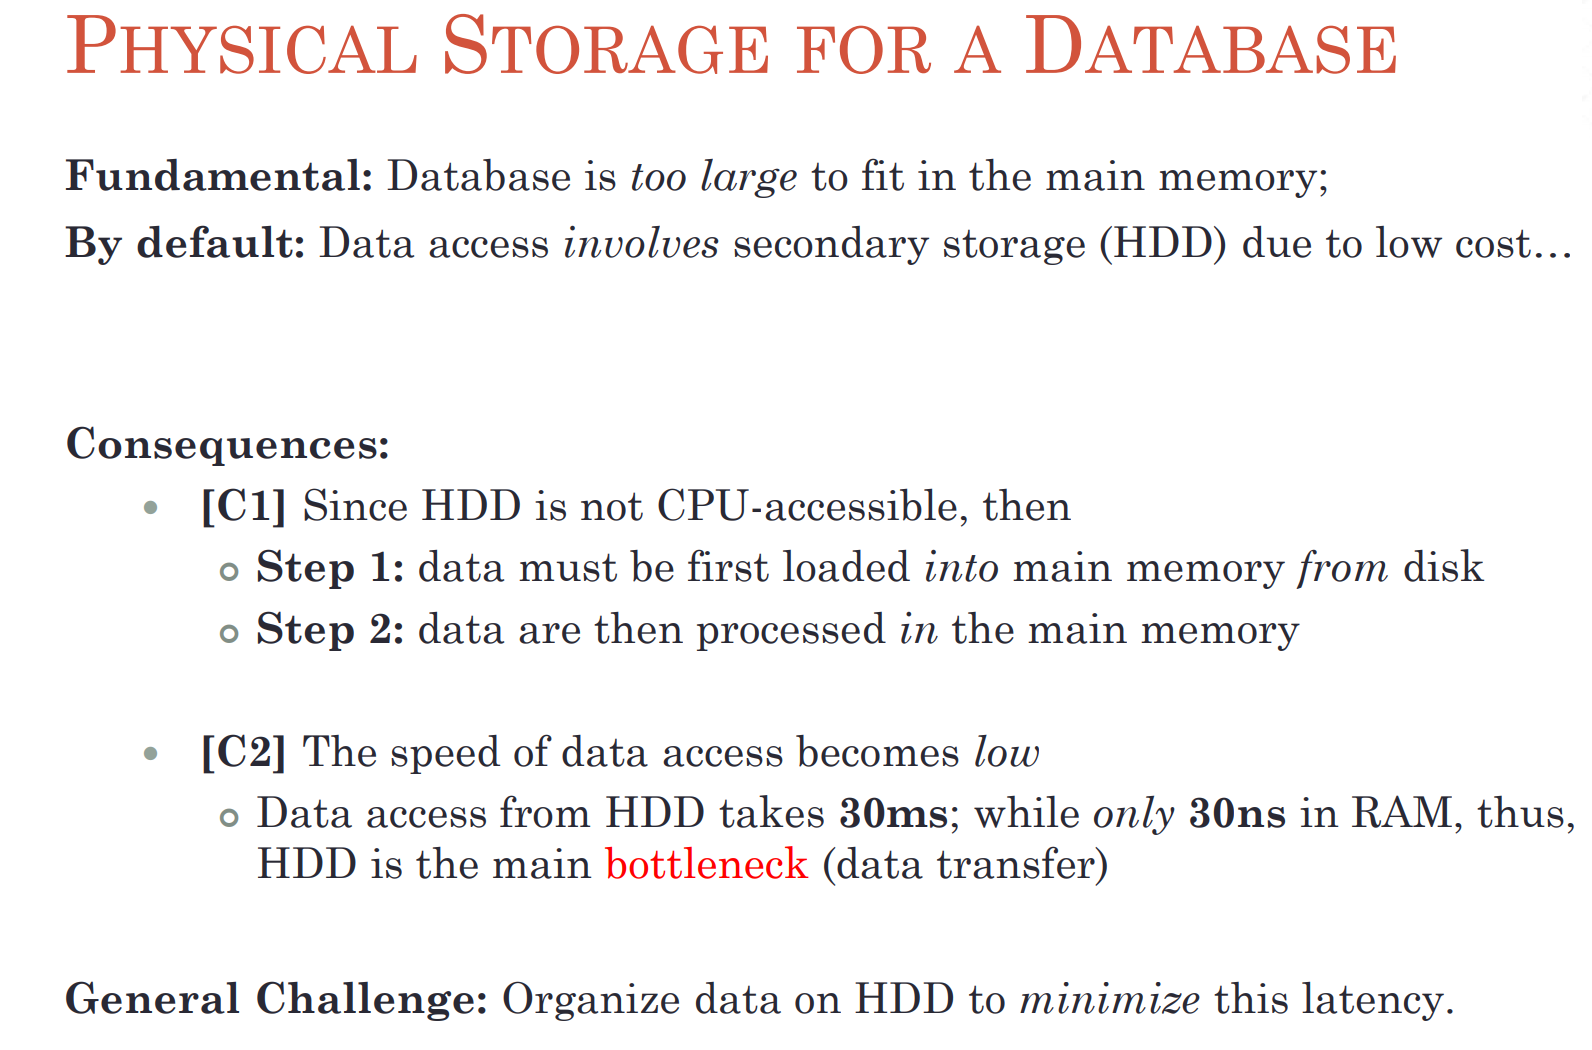 PHYSICAL STORAGE FOR A DATABASE
Fundamental: Database is too large to fit in the main memory;
By default: Data access involves secondary storage (HDD) due to low cost…
Consequences:
• [C1] Since HDD is not CPU-accessible, then
o Step 1: data must be first loaded into main memory from disk
o Step 2: data are then processed in the main memory
• [C2] The speed of data access becomes low
o Data access from HDD takes 30ms; while only 30ns in RAM, thus,
HDD is the main bottleneck (data transfer)
General Challenge: Organize data on HDD to minimize this latency.